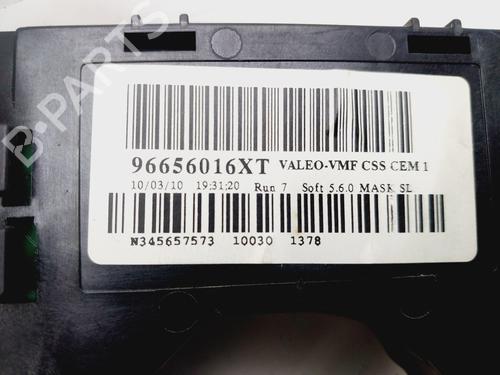 96656016XT VALEO-VMF CSS CEM 1
10/03/10 19:31:20 Run 7 Soft 5.6.0 MASK SL
N345657573 10030 1378
B-PARTS